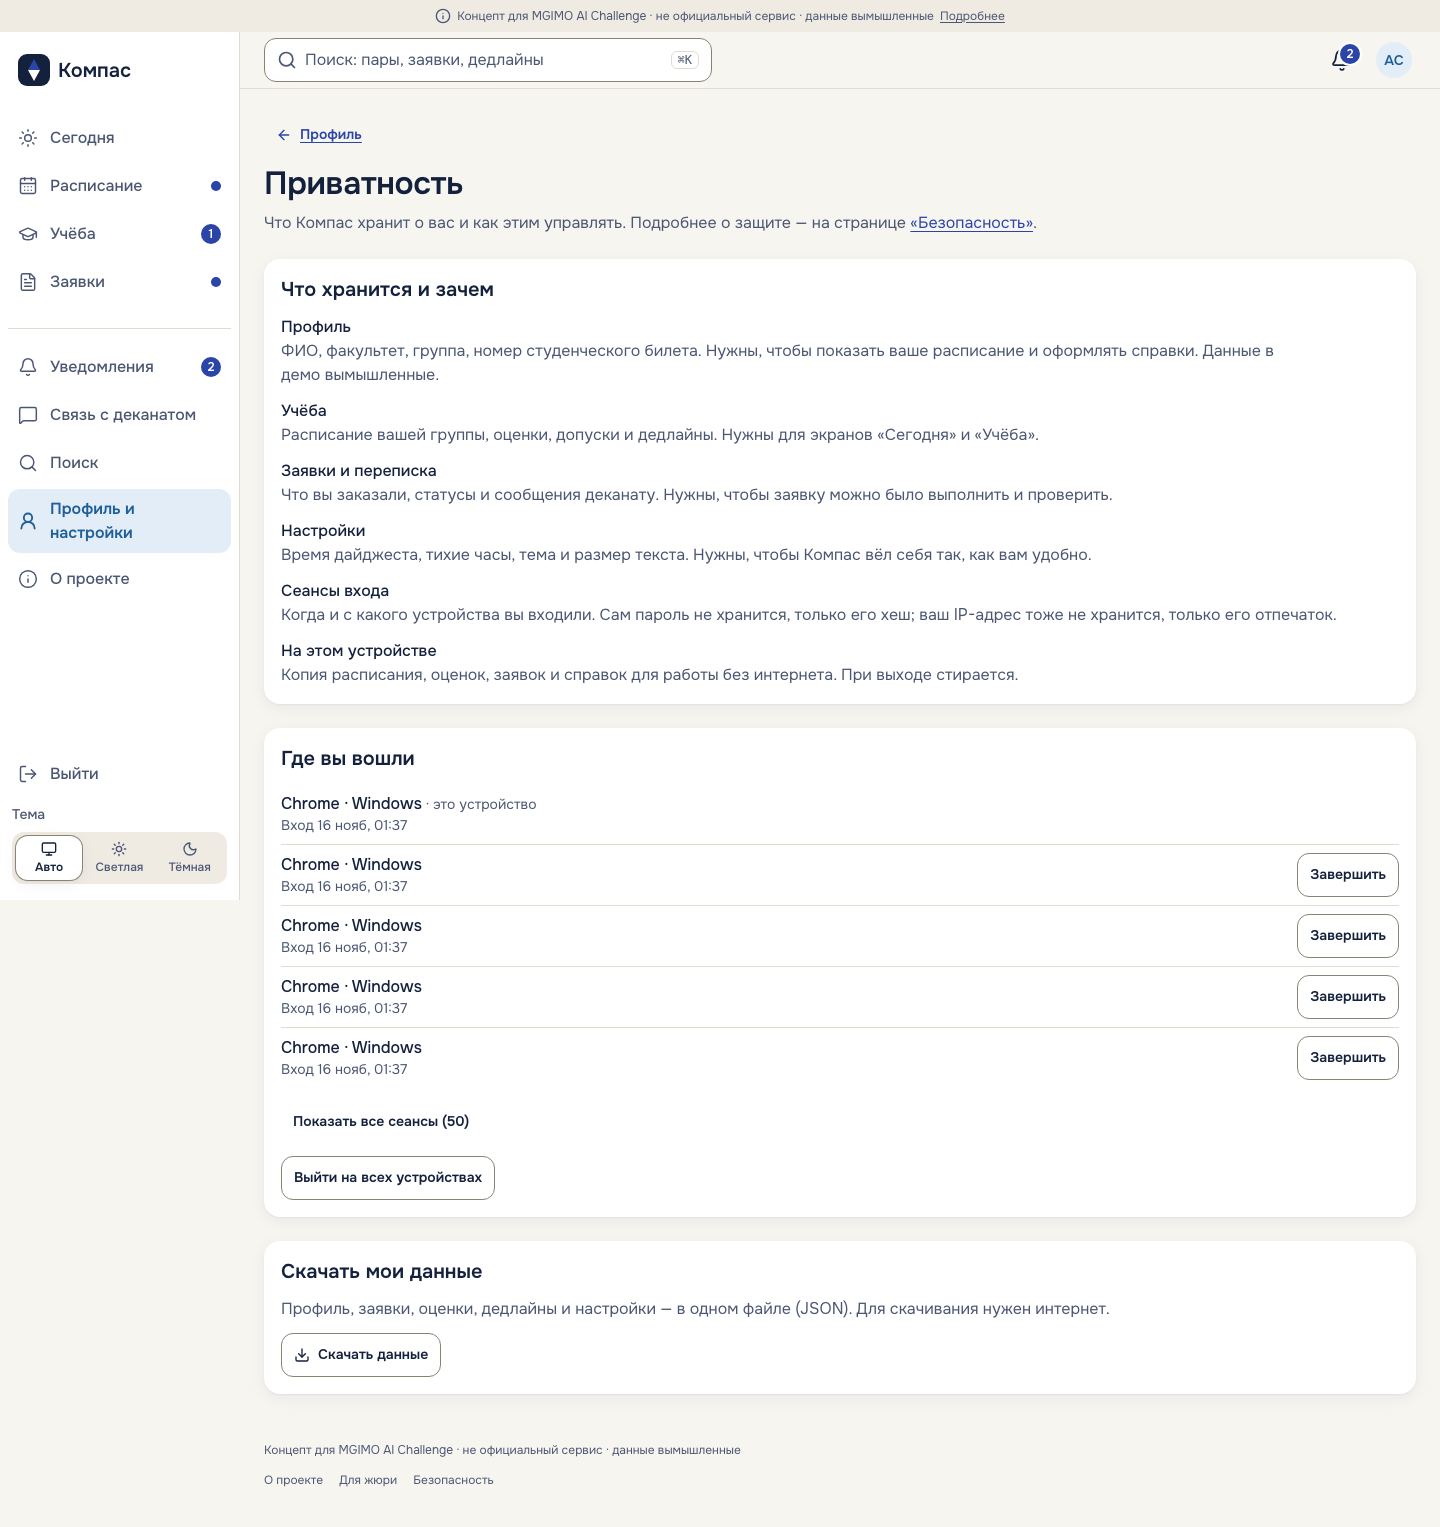 Концепт для MGIMO AI Challenge · не официальный сервис · данные вымышленные Подробнее
Компас
Поиск: пары, заявки, дедлайны
⌘K
2
АС
Сегодня
Расписание
Учёба
1
Заявки
Уведомления
2
Связь с деканатом
Поиск
Профиль и
настройки
О проекте
Выйти
Тема
Авто
Светлая
Тёмная
Профиль
Приватность
Что Компас хранит о вас и как этим управлять. Подробнее о защите — на странице «Безопасность».
Что хранится и зачем
Профиль
ФИО, факультет, группа, номер студенческого билета. Нужны, чтобы показать ваше расписание и оформлять справки. Данные в
демо вымышленные.
Учёба
Расписание вашей группы, оценки, допуски и дедлайны. Нужны для экранов «Сегодня» и «Учёба».
Заявки и переписка
Что вы заказали, статусы и сообщения деканату. Нужны, чтобы заявку можно было выполнить и проверить.
Настройки
Время дайджеста, тихие часы, тема и размер текста. Нужны, чтобы Компас вёл себя так, как вам удобно.
Сеансы входа
Когда и с какого устройства вы входили. Сам пароль не хранится, только его хеш; ваш IP-адрес тоже не хранится, только его отпечаток.
На этом устройстве
Копия расписания, оценок, заявок и справок для работы без интернета. При выходе стирается.
Где вы вошли
Chrome · Windows · это устройство
Вход 16 нояб, 01:37
Chrome · Windows
Вход 16 нояб, 01:37
Завершить
Chrome · Windows
Вход 16 нояб, 01:37
Завершить
Chrome · Windows
Вход 16 нояб, 01:37
Завершить
Chrome · Windows
Вход 16 нояб, 01:37
Завершить
Показать все сеансы (50)
Выйти на всех устройствах
Скачать мои данные
Профиль, заявки, оценки, дедлайны и настройки — в одном файле (JSON). Для скачивания нужен интернет.
Скачать данные
Концепт для MGIMO AI Challenge · не официальный сервис · данные вымышленные
О проекте Для жюри Безопасность